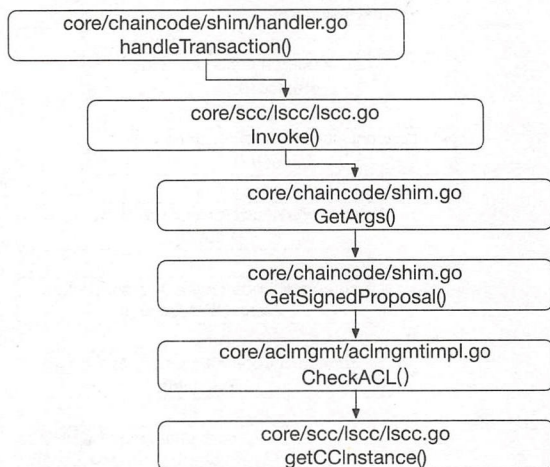 core/chaincode/shim/handler.go
handleTransaction()
core/scc/lscc/lscc.go
Invoke()
core/chaincode/shim.go
GetArgs()
core/chaincode/shim.go
GetSignedProposal()
core/aclmgmt/aclmgmtimpl.go
CheckACL()
core/scc/lscc/lscc.go
getCCInstance()